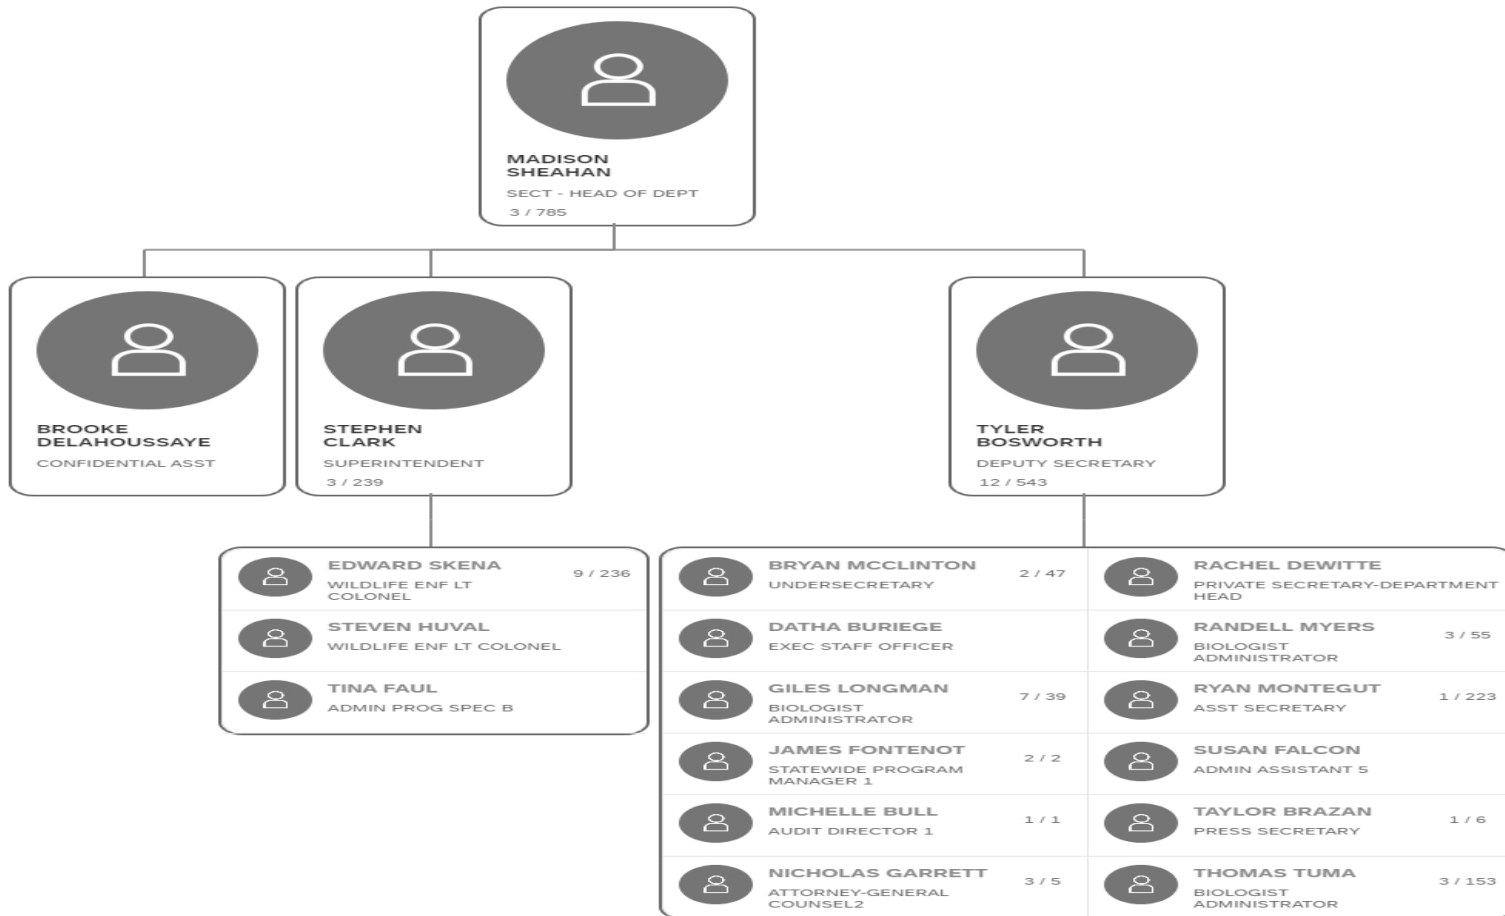 MADISON
SHEAHAN
SECT - HEAD OF DEPT
3 / 785
BROOKE
DELAHOUSSAYE
CONFIDENTIAL ASST
STEPHEN
CLARK
SUPERINTENDENT
3 / 239
TYLER
BOSWORTH
DEPUTY SECRETARY
12 / 543
EDWARD SKENA
9 / 236
WILDLIFE ENF LT
COLONEL
STEVEN HUVAL
WILDLIFE ENF LT COLONEL
TINA FAUL
ADMIN PROG SPEC B
BRYAN MCCLINTON
2 / 47
UNDERSECRETARY
RACHEL DEWITTE
PRIVATE SECRETARY-DEPARTMENT
HEAD
DATHA BURIEGE
EXEC STAFF OFFICER
RANDELL MYERS
3 / 55
BIOLOGIST
ADMINISTRATOR
GILES LONGMAN
7 / 39
BIOLOGIST
ADMINISTRATOR
RYAN MONTEGUT
1 / 223
ASST SECRETARY
JAMES FONTENOT
2 / 2
STATEWIDE PROGRAM
MANAGER 1
SUSAN FALCON
ADMIN ASSISTANT 5
MICHELLE BULL
1 / 1
AUDIT DIRECTOR 1
TAYLOR BRAZAN
1 / 6
PRESS SECRETARY
NICHOLAS GARRETT
3 / 5
ATTORNEY-GENERAL
COUNSEL2
THOMAS TUMA
3 / 153
BIOLOGIST
ADMINISTRATOR